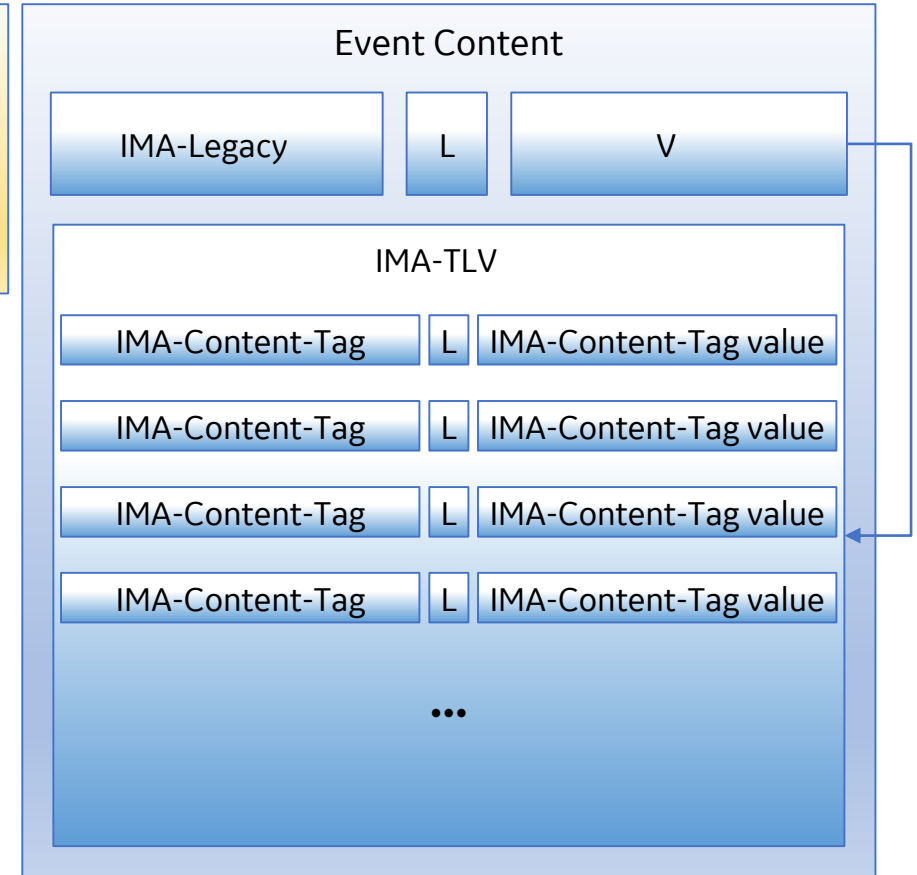 Event Content
IMA-Legacy L V
IMA-TLV
IMA-Content-Tag L IMA-Content-Tag value
IMA-Content-Tag L IMA-Content-Tag value
IMA-Content-Tag L IMA-Content-Tag value
IMA-Content-Tag L IMA-Content-Tag value
...